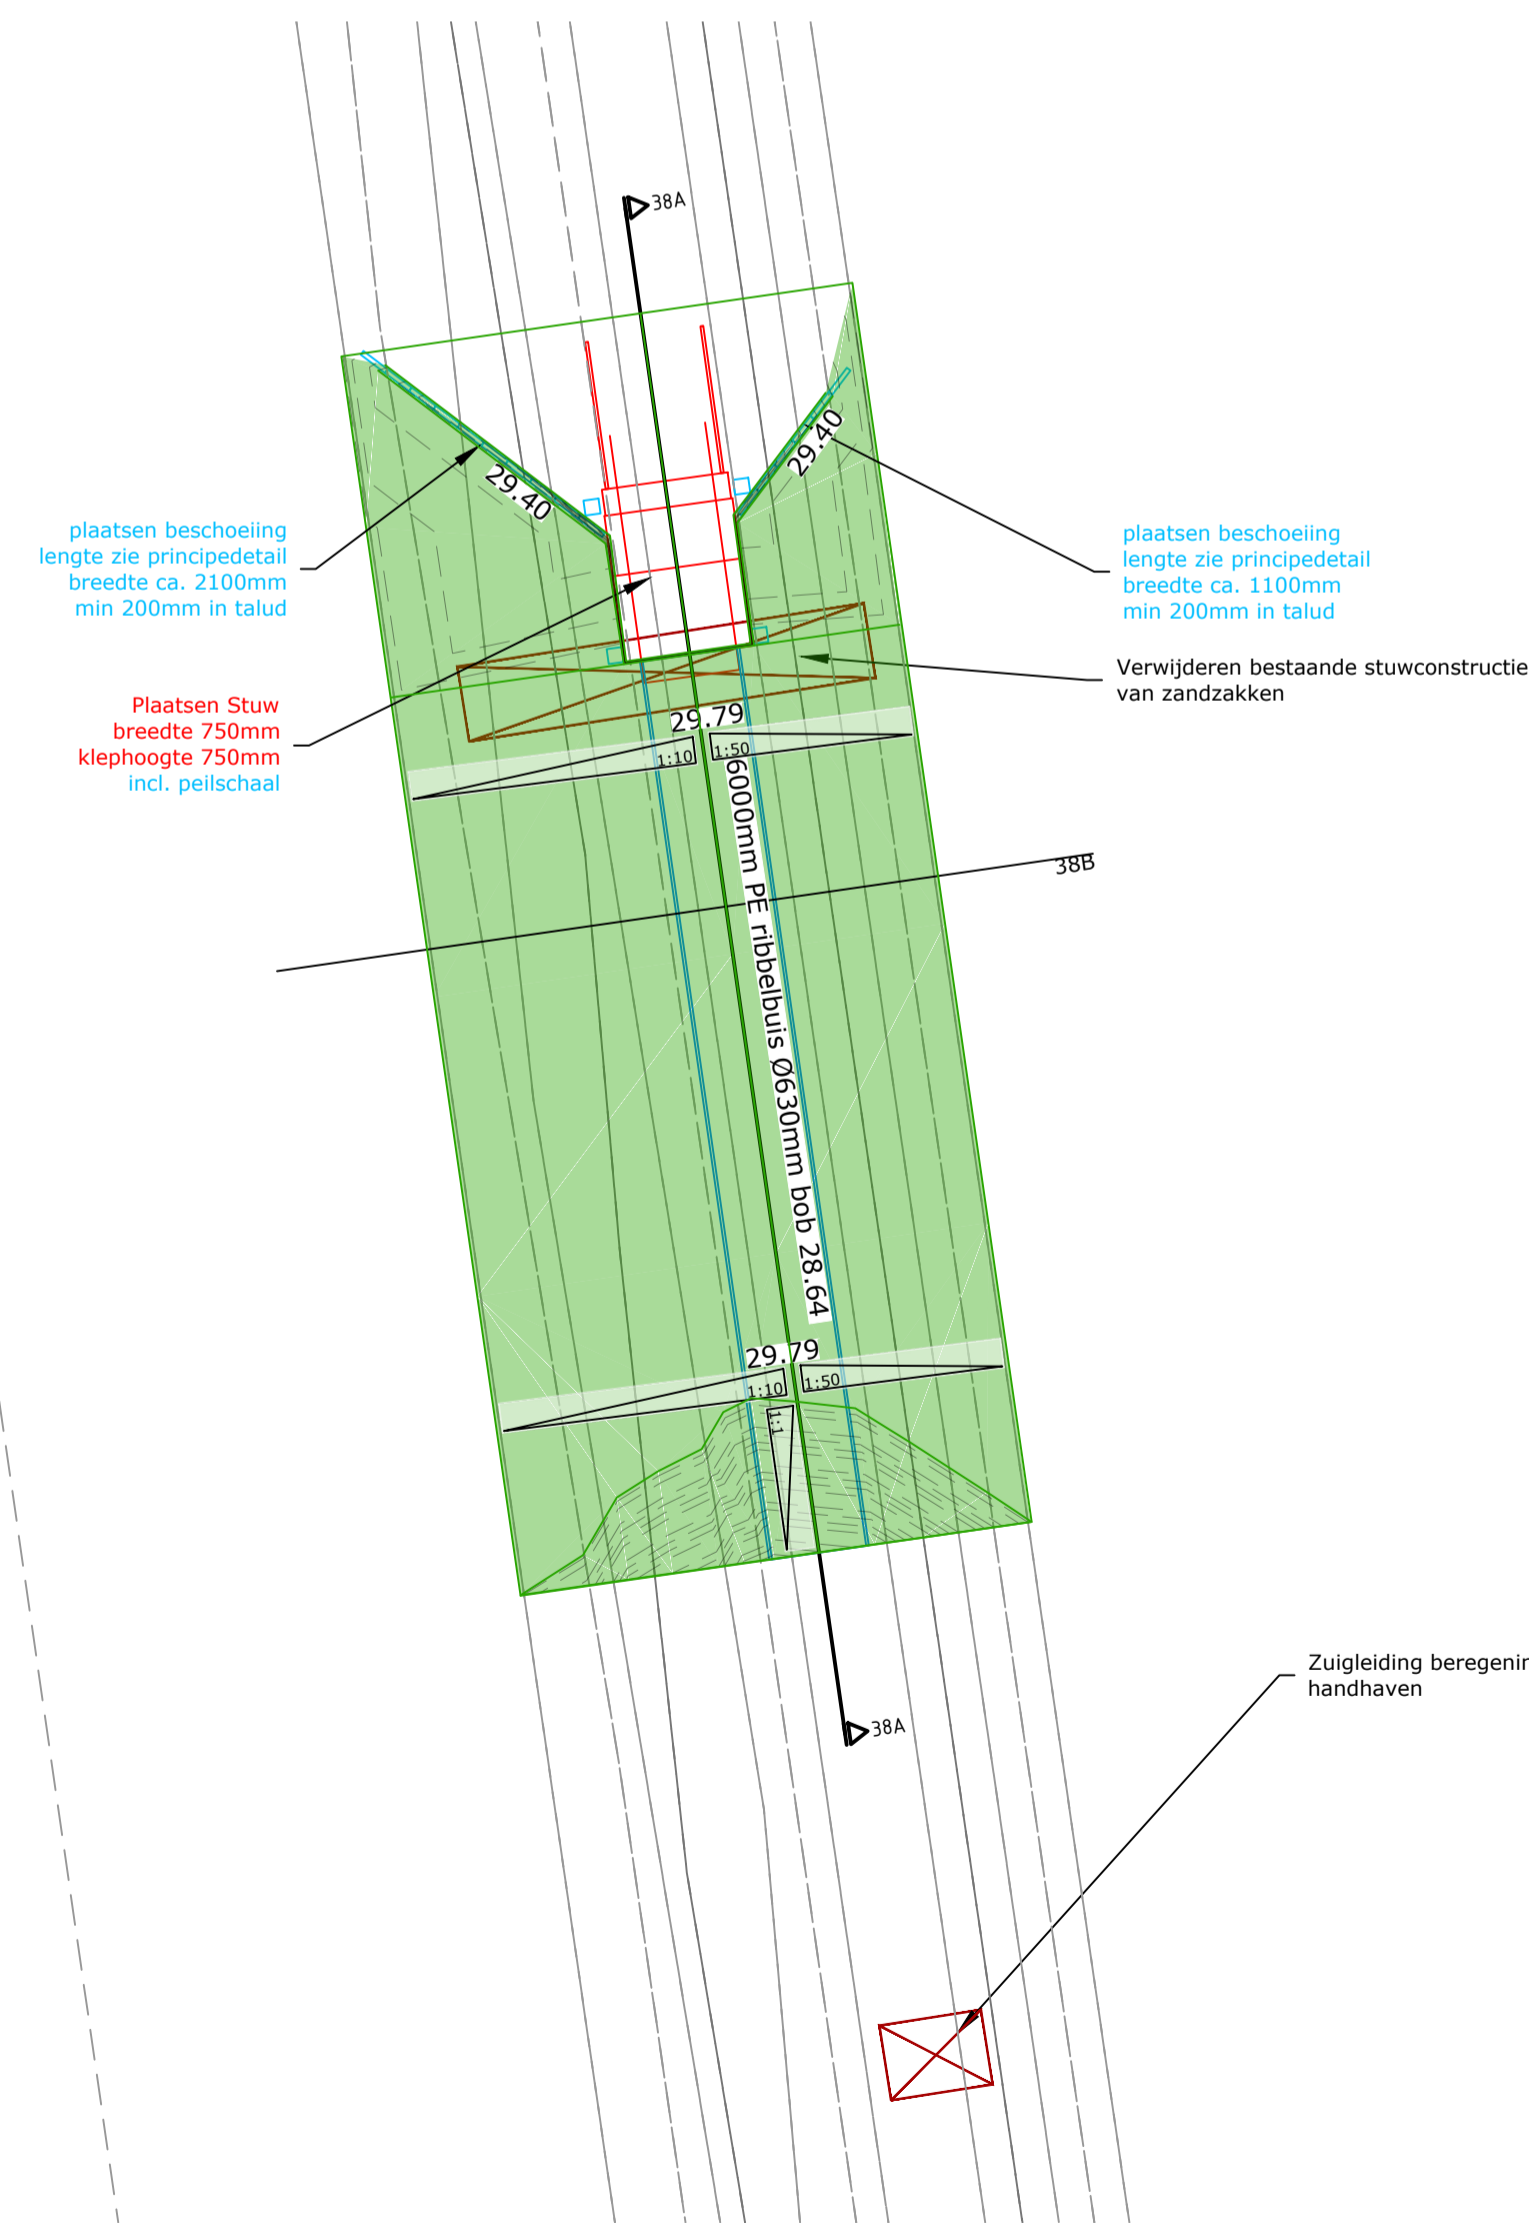 38A
29.40
29.40
plaatsen beschoeiing
lengte zie principedetail
breedte ca. 2100mm
min 200mm in talud
plaatsen beschoeiing
lengte zie principedetail
breedte ca. 1100mm
min 200mm in talud
Verwijderen bestaande stuwconstructie
van zandzakken
Plaatsen Stuw
breedte 750mm
klephoogte 750mm
incl. peilschaal
29.79
1:10
1:50
6000mm PE ribbelbuis Ø630mm bob 28.64
38B
29.79
1:10
1:50
1:1
Zuigleiding
handhaven
38A